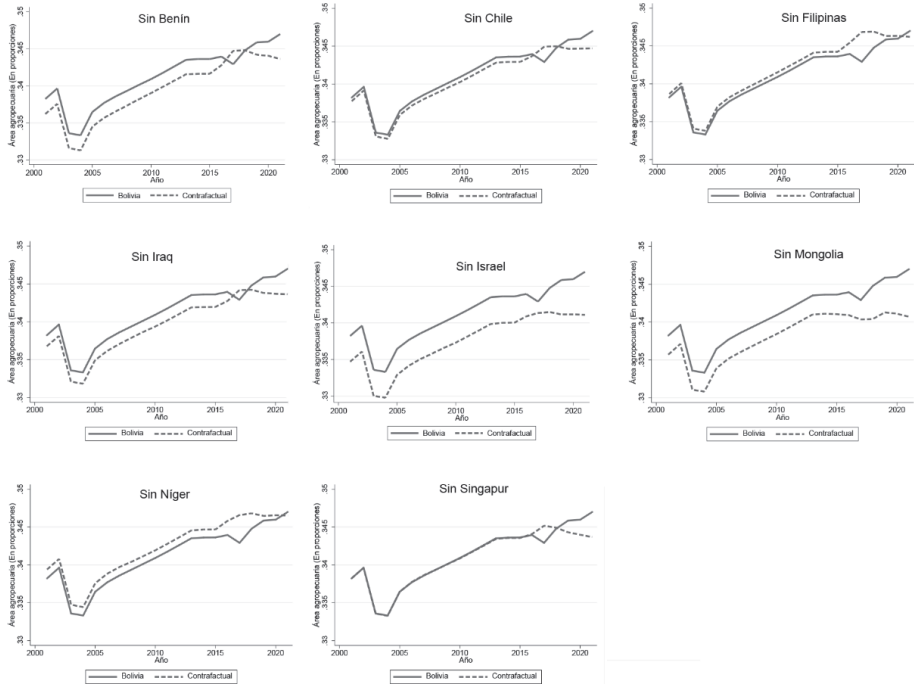 Sin Benín
Área agropecuaria (En proporciones)
.33 .335 .345 .35
2000 2005 2010 2015 2020
Año
Bolivia Contrafactual
Sin Chile
Área agropecuaria (En proporciones)
.33 .335 .345 .35
2000 2005 2010 2015 2020
Año
Bolivia Contrafactual
Sin Filipinas
Área agropecuaria (En proporciones)
.33 .335 .345 .35
2000 2005 2010 2015 2020
Año
Bolivia Contrafactual
Sin Iraq
Área agropecuaria (En proporciones)
.33 .335 .34 .345 .35
2000 2005 2010 2015 2020
Año
Bolivia Contrafactual
Sin Israel
Área agropecuaria (En proporciones)
.33 .335 .34 .345 .35
2000 2005 2010 2015 2020
Año
Bolivia Contrafactual
Sin Mongolia
Área agropecuaria (En proporciones)
.33 .335 .34 .345 .35
2000 2005 2010 2015 2020
Año
Bolivia Contrafactual
Sin Níger
Área agropecuaria (En proporciones)
.33 .335 .345 .35
2000 2005 2010 2015 2020
Año
Bolivia Contrafactual
Sin Singapur
Área agropecuaria (En proporciones)
.33 .335 .345 .35
2000 2005 2010 2015 2020
Año
Bolivia Contrafactual